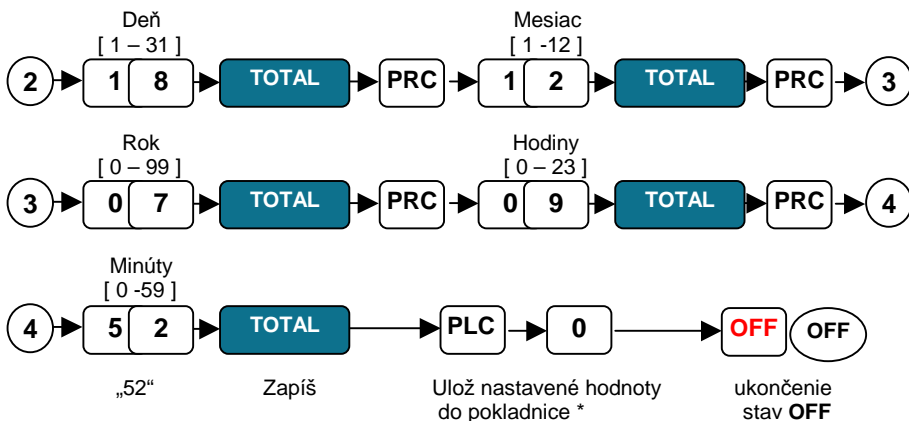 Deň Mesiac
[ 1 – 31 ] [ 1 -12 ]
2 1 8 TOTAL PRC 1 2 TOTAL PRC 3
Rok Hodiny
[ 0 – 99 ] [ 0 – 23 ]
3 0 7 TOTAL PRC 0 9 TOTAL PRC 4
Minúty
[ 0 -59 ]
4 5 2 TOTAL PLC 0 OFF OFF
„52“ Zapíš Ulož nastavené hodnoty ukončenie
do pokladnice * stav OFF